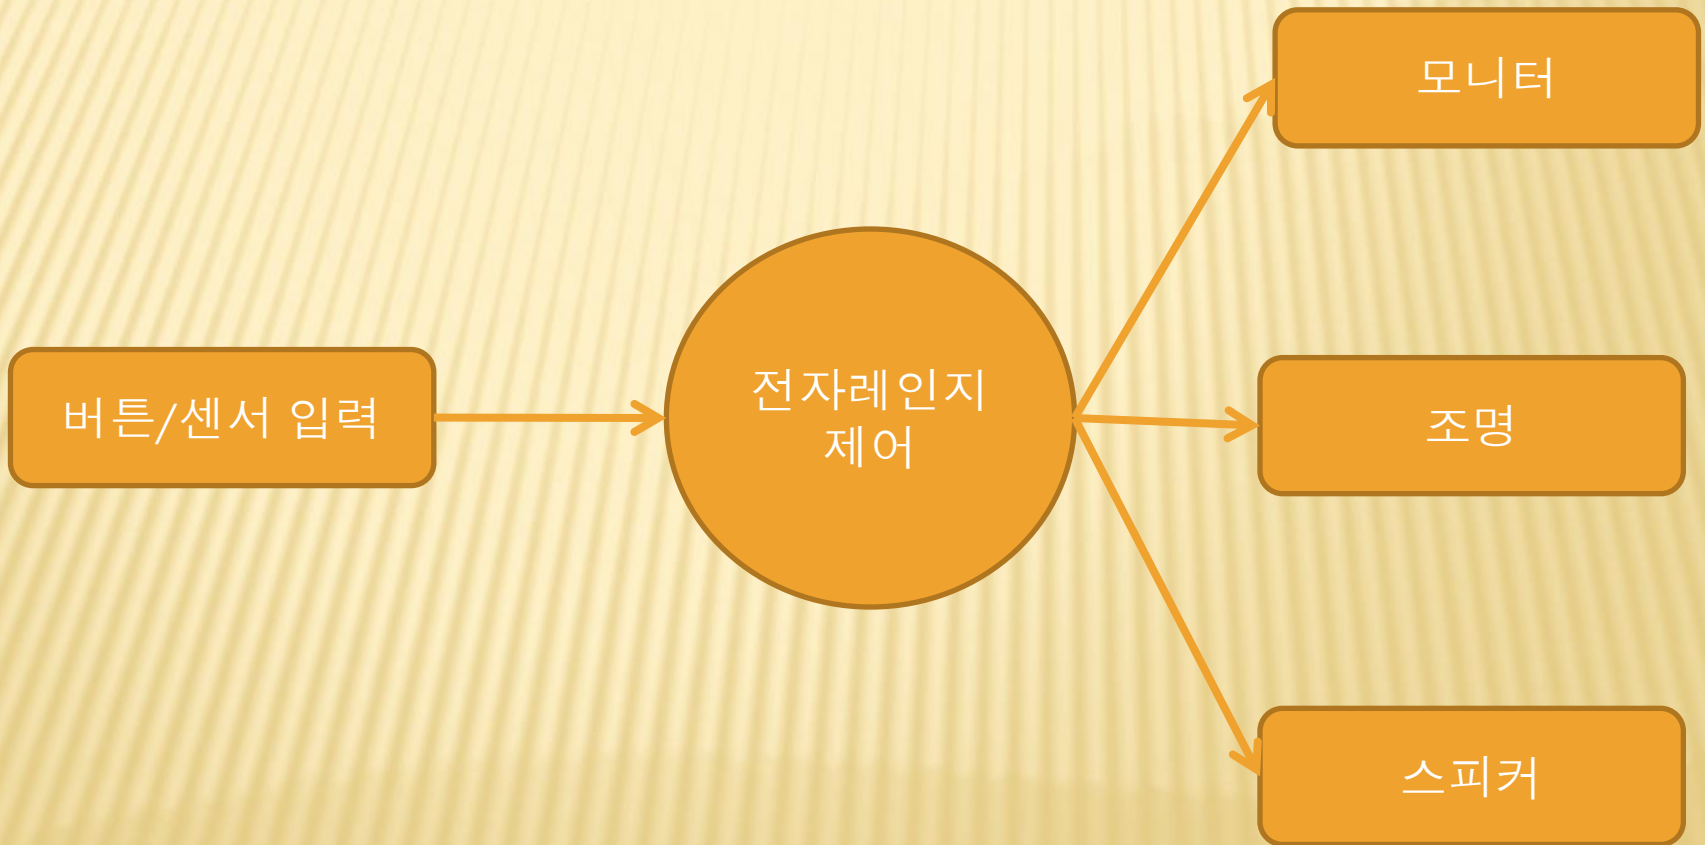 모니터
버튼/센서 입력
전자레인지
제어
조명
스피커